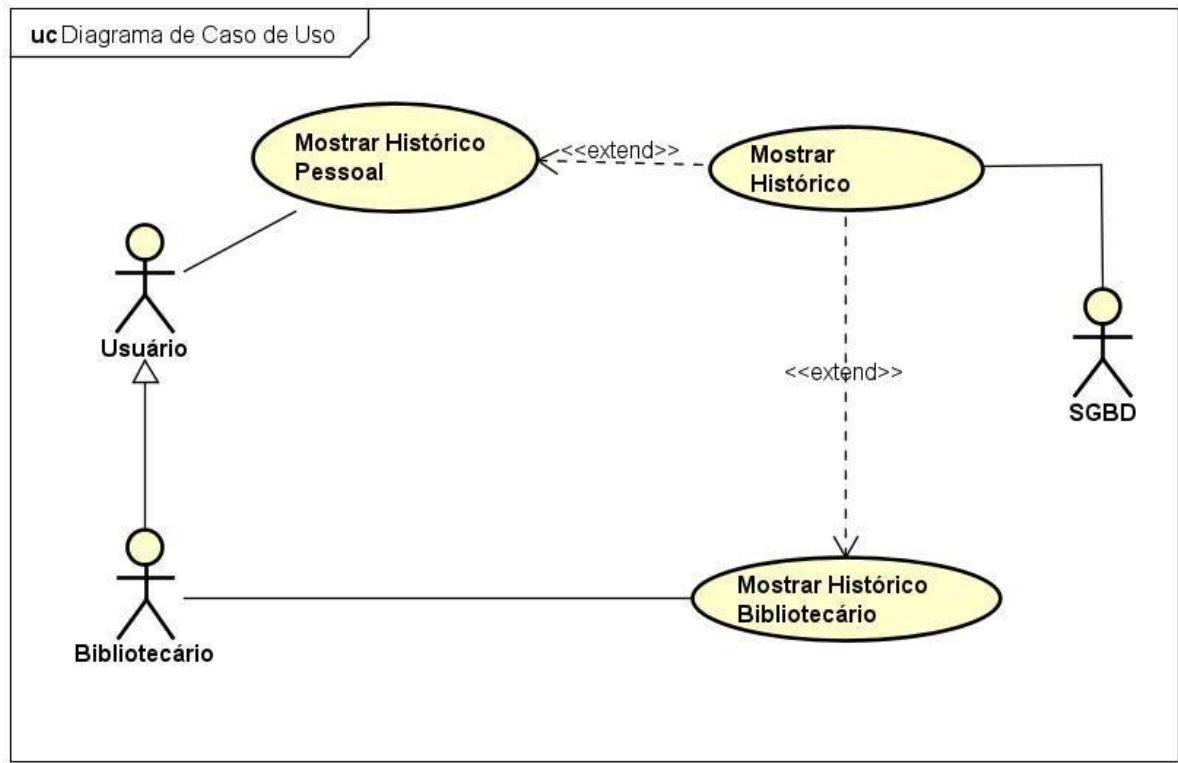 uc Diagrama de Caso de Uso
Mostrar Histórico
Pessoal
<<extend>>
Mostrar
Histórico
Usuário
<<extend>>
SGBD
Mostrar Histórico
Bibliotecário
Bibliotecário